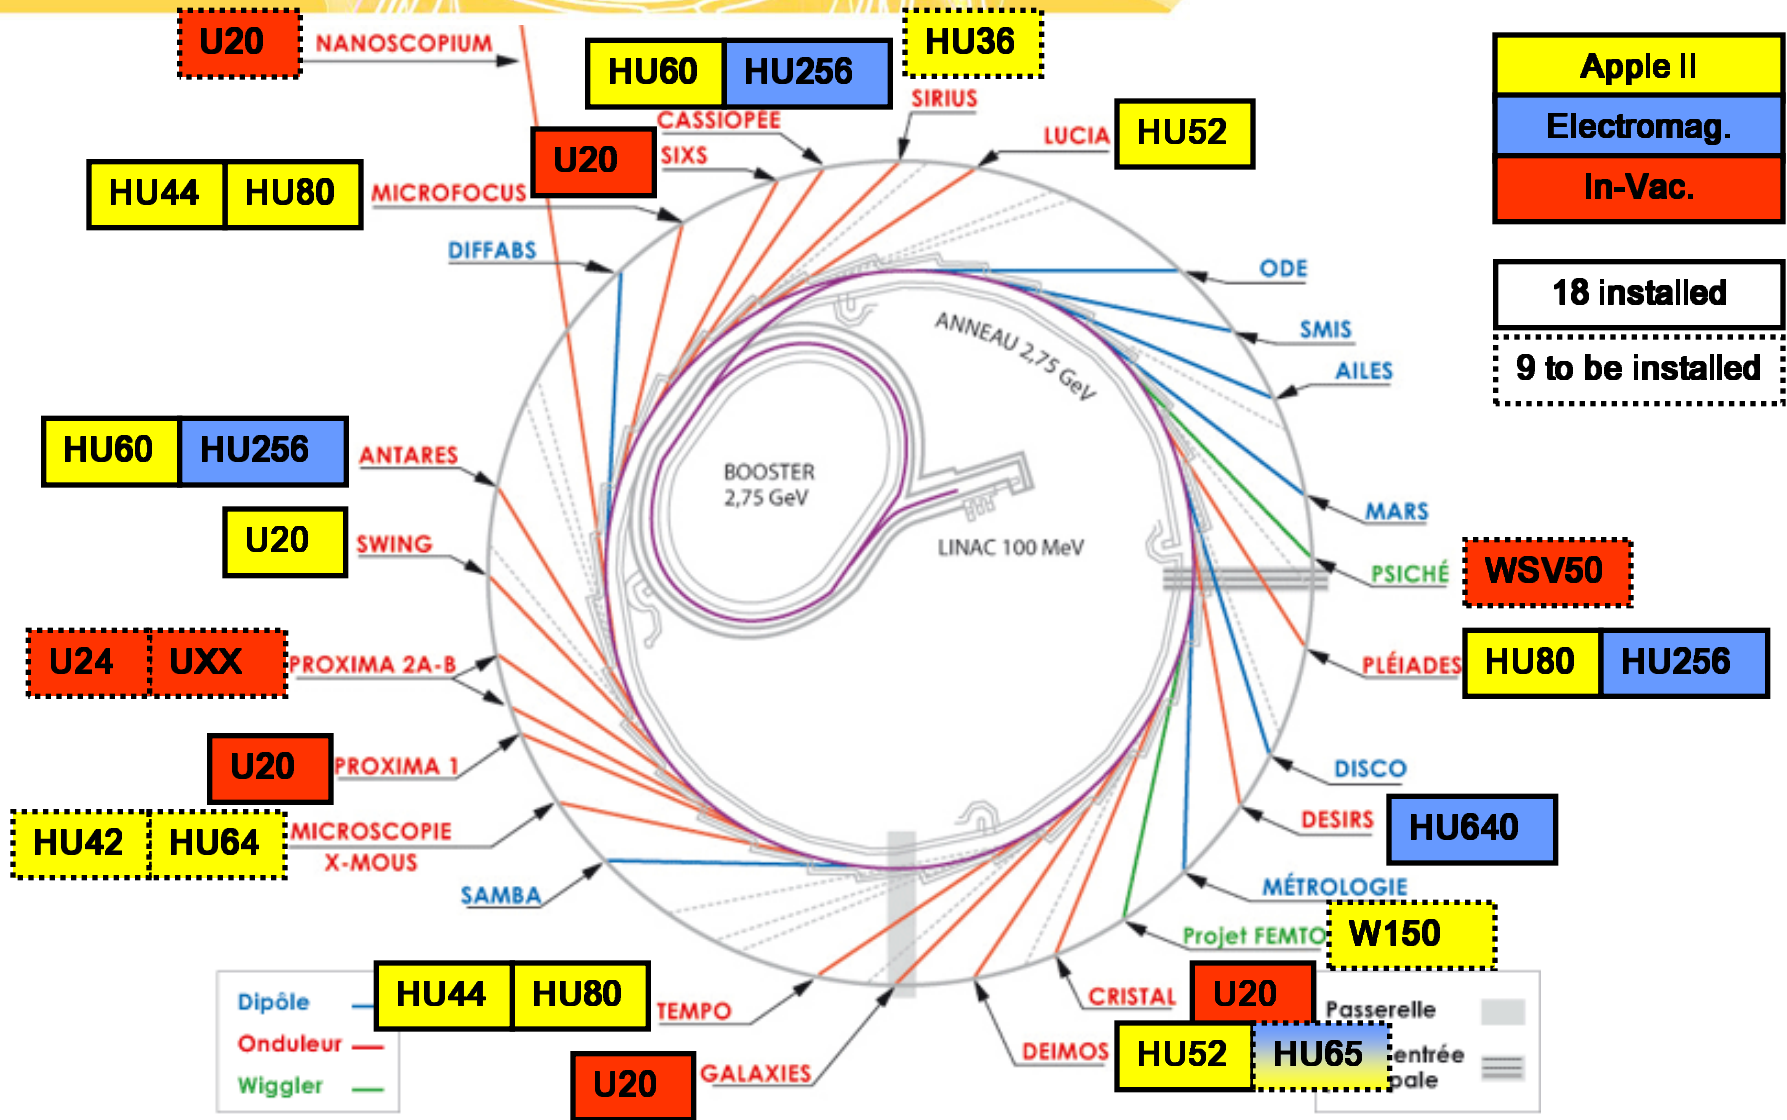 U20
NANOSCOPIUM
HU60
HU256
HU36
SIRIUS
CASSIOPÉE
U20
SIXS
LUCIA
HU52
HU44
HU80
MICROFOCUS
DIFFABS
Apple II
Electromag.
In-Vac.
18 installed
9 to be installed
ODE
SMIS
AILES
MARS
PSICHÉ
WSV50
PLÉIADES
HU80
HU256
DISCO
DESIRS
HU640
MÉTROLOGIE
Projet FEMTO
W150
CRISTAL
U20
DEIMOS
HU52
HU65
ANNEAU 2,75 GeV
BOOSTER
2,75 GeV
LINAC 100 MeV
HU60
HU256
ANTARES
U20
SWING
U24
UXX
PROXIMA 2A-B
U20
PROXIMA 1
HU42
HU64
MICROSCOPIE
X-MOUS
SAMBA
HU44
HU80
TEMPO
U20
GALAXIES
Dipôle
Onduleur
Wiggler
Passerelle
entrée
pale